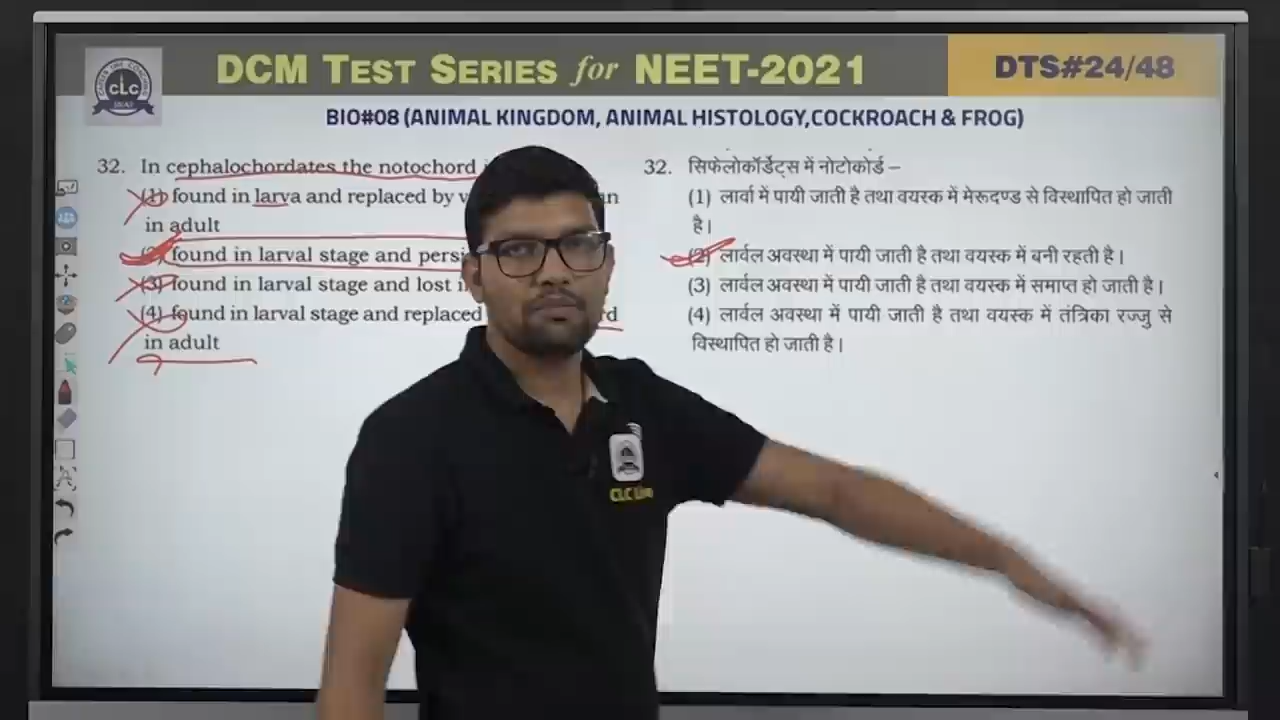 DCM TEST SERIES for NEET-2021
DTS#24/48
CLC
BIO#08 (ANIMAL KINGDOM, ANIMAL HISTOLOGY,COCKROACH & FROG)
32. In cephalochordates the notochord
(1) found in larva and replaced by
in adult
(2) found in larval stage and
(3) found in larval stage and lost
(4) found in larval stage and replaced
in adult
32. सिफेलोकॉर्डेट्स में नोटोकोर्ड –
(1) लार्वा में पायी जाती है तथा वयस्क में मेरूदण्ड से विस्थापित हो जाती
है।
(2) लार्वल अवस्था में पायी जाती है तथा वयस्क में बनी रहती है।
(3) लार्वल अवस्था में पायी जाती है तथा वयस्क में समाप्त हो जाती है।
(4) लार्वल अवस्था में पायी जाती है तथा वयस्क में तंत्रिका रज्जु से
विस्थापित हो जाती है।
CLC Live